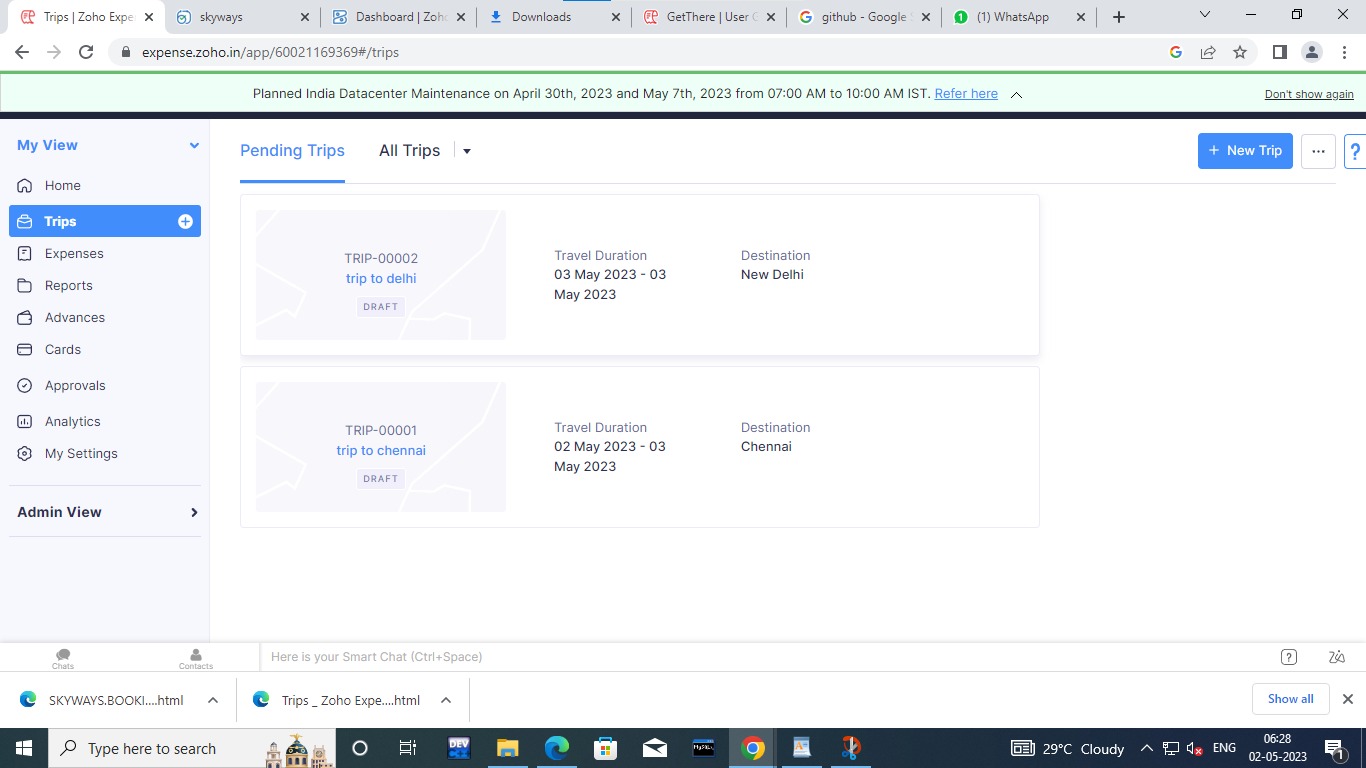 Trips | Zoho Expe
skyways
Dashboard | Zoh
Downloads
GetThere | User G
github - Google S
(1) WhatsApp
expense.zoho.in/app/60021169369#/trips
Planned India Datacenter Maintenance on April 30th, 2023 and May 7th, 2023 from 07:00 AM to 10:00 AM IST. Refer here
Don't show again
My View
Home
Trips
Expenses
Reports
Advances
Cards
Approvals
Analytics
My Settings
Admin View
Pending Trips
All Trips
+ New Trip
...
?
TRIP-00002
trip to delhi
DRAFT
Travel Duration
03 May 2023 - 03
May 2023
Destination
New Delhi
TRIP-00001
trip to chennai
DRAFT
Travel Duration
02 May 2023 - 03
May 2023
Destination
Chennai
Chats
Contacts
Here is your Smart Chat (Ctrl+Space)
?
SKYWAYS.BOOKI....html
Trips _ Zoho Expe....html
Show all
Type here to search
DEV
MySQL
29°C Cloudy
ENG
06:28
02-05-2023
1